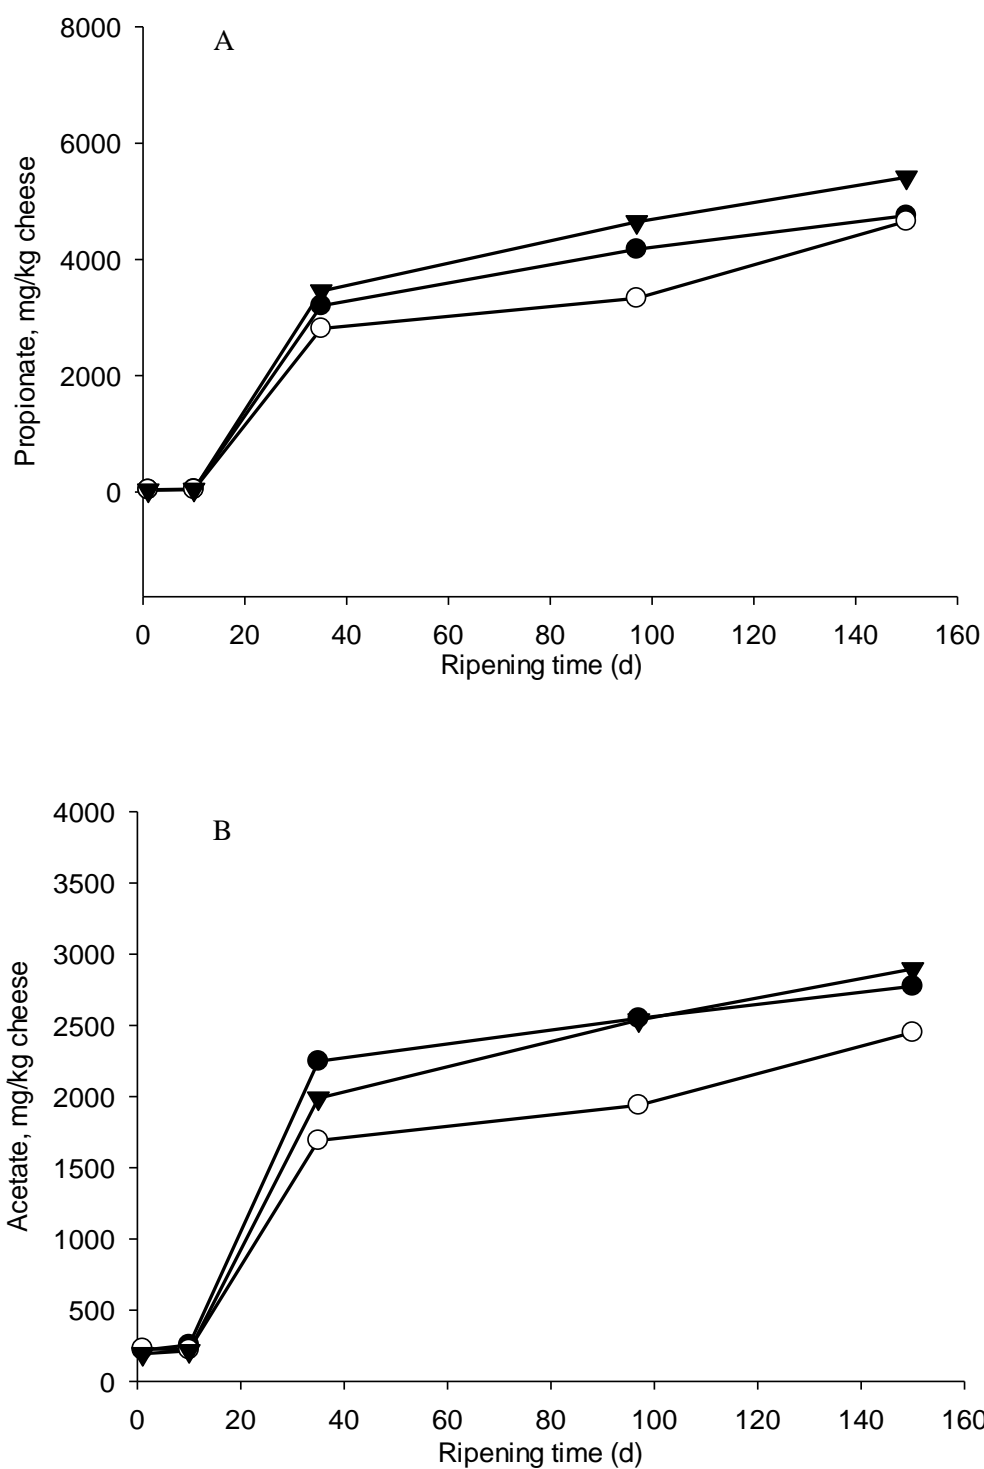 A
8000
6000
4000
2000
0
Propionate, mg/kg cheese
0 20 40 60 80 100 120 140 160
Ripening time (d)
B
4000
3500
3000
2500
2000
1500
1000
500
0
Acetate, mg/kg cheese
0 20 40 60 80 100 120 140 160
Ripening time (d)